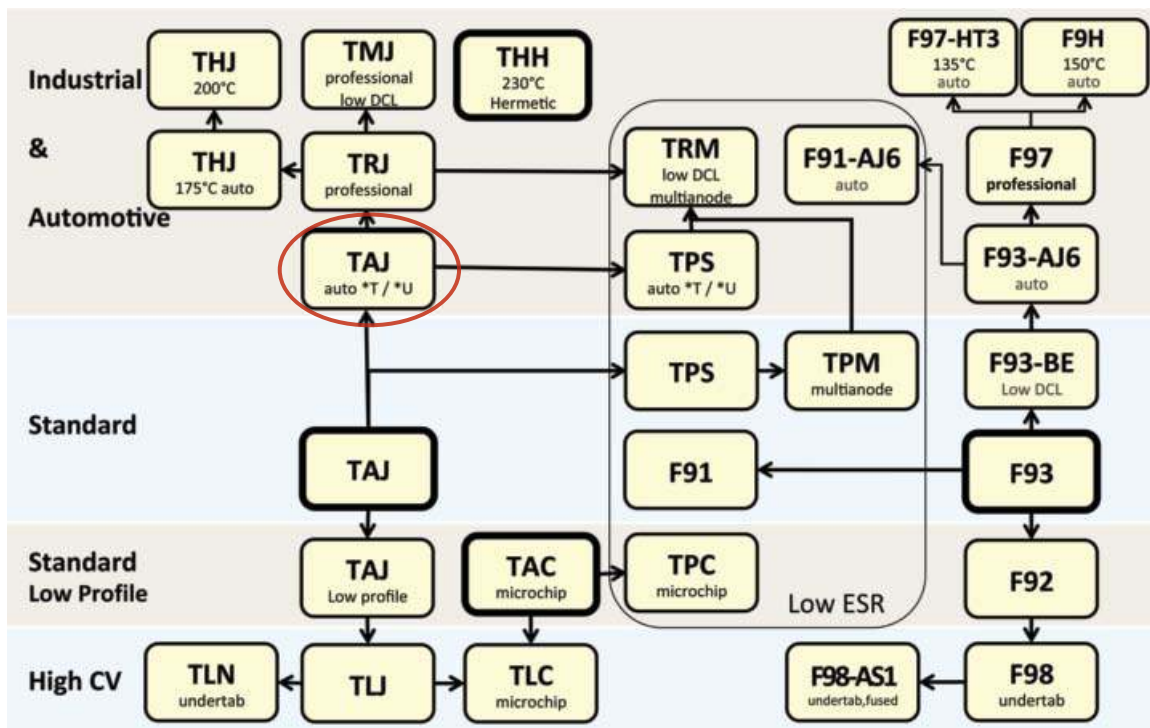 Industrial
&
Automotive
THJ
200°C
TMJ
professional
low DCL
THH
230°C
Hermetic
F97-HT3
135°C
auto
F9H
150°C
auto
THJ
175°C auto
TRJ
professional
TRM
low DCL
multianode
F91-AJ6
auto
F97
professional
TAJ
auto *T / *U
TPS
auto *T / *U
F93-AJ6
auto
Standard
TPS
TPM
multianode
F93-BE
Low DCL
TAJ
F91
F93
Standard
Low Profile
TAJ
Low profile
TAC
microchip
TPC
microchip
Low ESR
F92
High CV
TLN
undertab
TLJ
TLC
microchip
F98-AS1
undertab,fused
F98
undertab